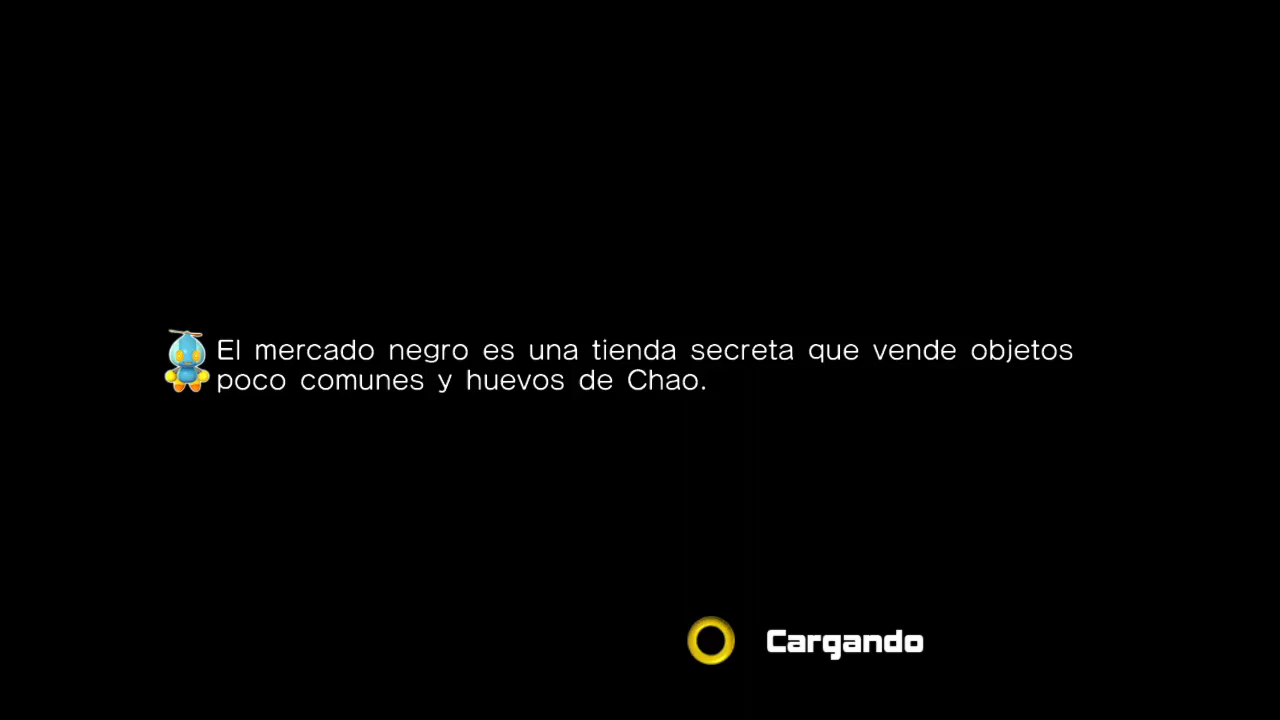 El mercado negro es una tienda secreta que vende objetos
poco comunes y huevos de Chao.
Cargando